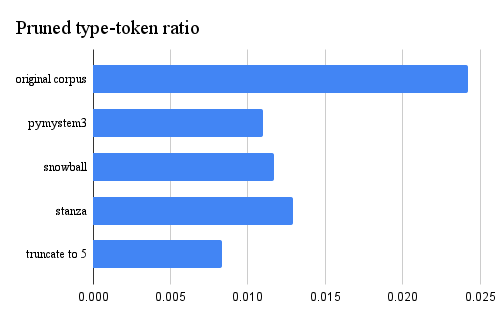 Pruned type-token ratio
original corpus
pymystem3
snowball
stanza
truncate to 5
0.000 0.005 0.010 0.015 0.020 0.025